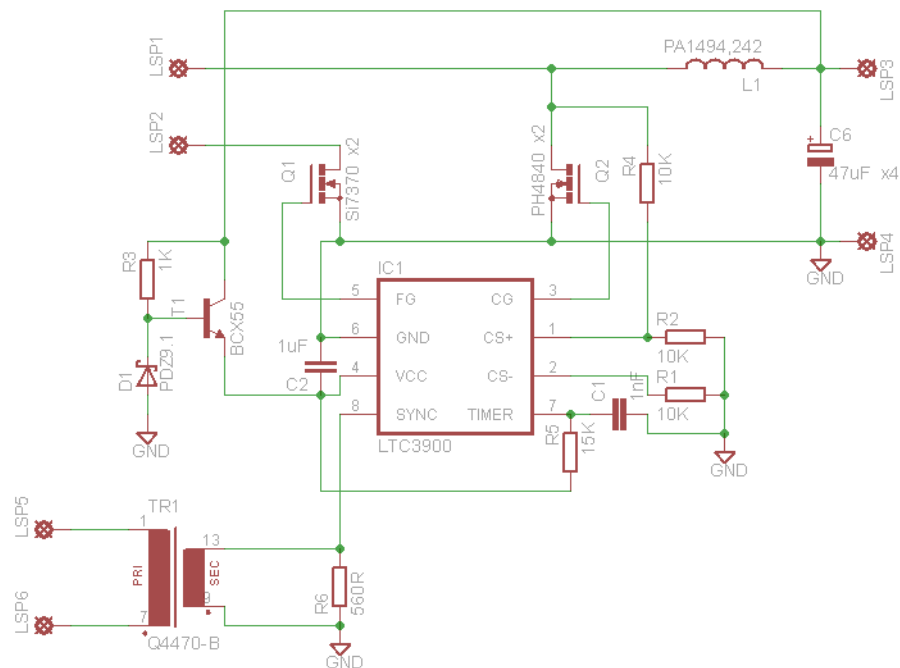 PA1494,242
LSP1
L1
LSP3
LSP2
C6
+
47uF x4
Q1
Si7370 x2
PH4840 x2
Q2
R4
10K
LSP4
GND
R3
1K
IC1
5 FG CG 3
6 GND CS+ 1
4 VCC CS- 2
8 SYNC TIMER 7
LTC3900
T1
BCX55
1uF
C2
R2
10K
R1
10K
C1
1nF
R5
15K
D1
PDZ9.1
GND
GND
TR1
LSP5
1
13
PRI
SEC
LSP6
7
9
Q4470-B
R6
560R
GND